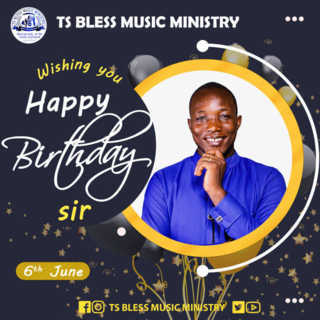 TS BLESS MUSIC MINISTRY
Wishing you
Happy
Birthday
sir
6th June
TS BLESS MUSIC MINISTRY